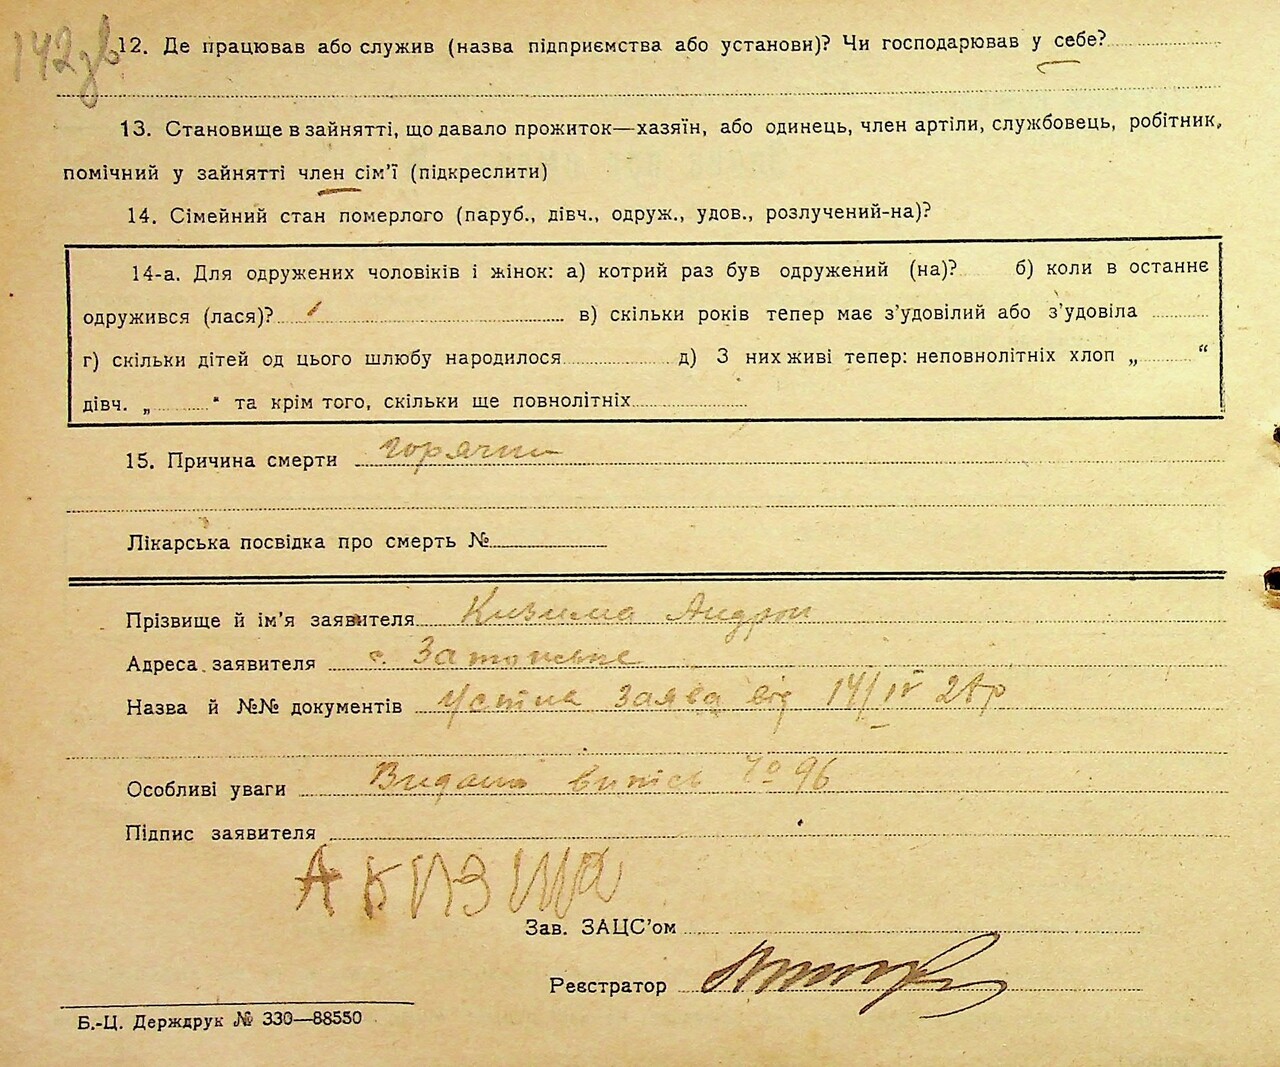 142зв
12. Де працював або служив (назва підприємства або установи)? Чи господарював у себе?
13. Становище в зайнятті, що давало прожиток—хазяїн, або одинець, член артіли, службовець, робітник,
помічний у зайнятті член сім'ї (підкреслити)
14. Сімейний стан померлого (паруб., дівч., одруж., удов., розлучений-на)?
14-а. Для одружених чоловіків і жінок: а) котрий раз був одружений (на)? б) коли в останнє
одружився (лася)? в) скільки років тепер має з'удовілий або з'удовіла
г) скільки дітей од цього шлюбу народилося д) З них живі тепер: неповнолітніх хлоп „ “
дівч. „ “ та крім того, скільки ще повнолітніх
15. Причина смерти горячка
Лікарська посвідка про смерть №
Прізвище й ім'я заявителя Кизима Андрон
Адреса заявителя с. Затонське
Назва й №№ документів Устна заява від 14/IV 28р
Особливі уваги Видано випись № 96
Підпис заявителя
А Кизима
Зав. ЗАЦС'ом
Реєстратор
Б.-Ц. Держдрук № 330—88550